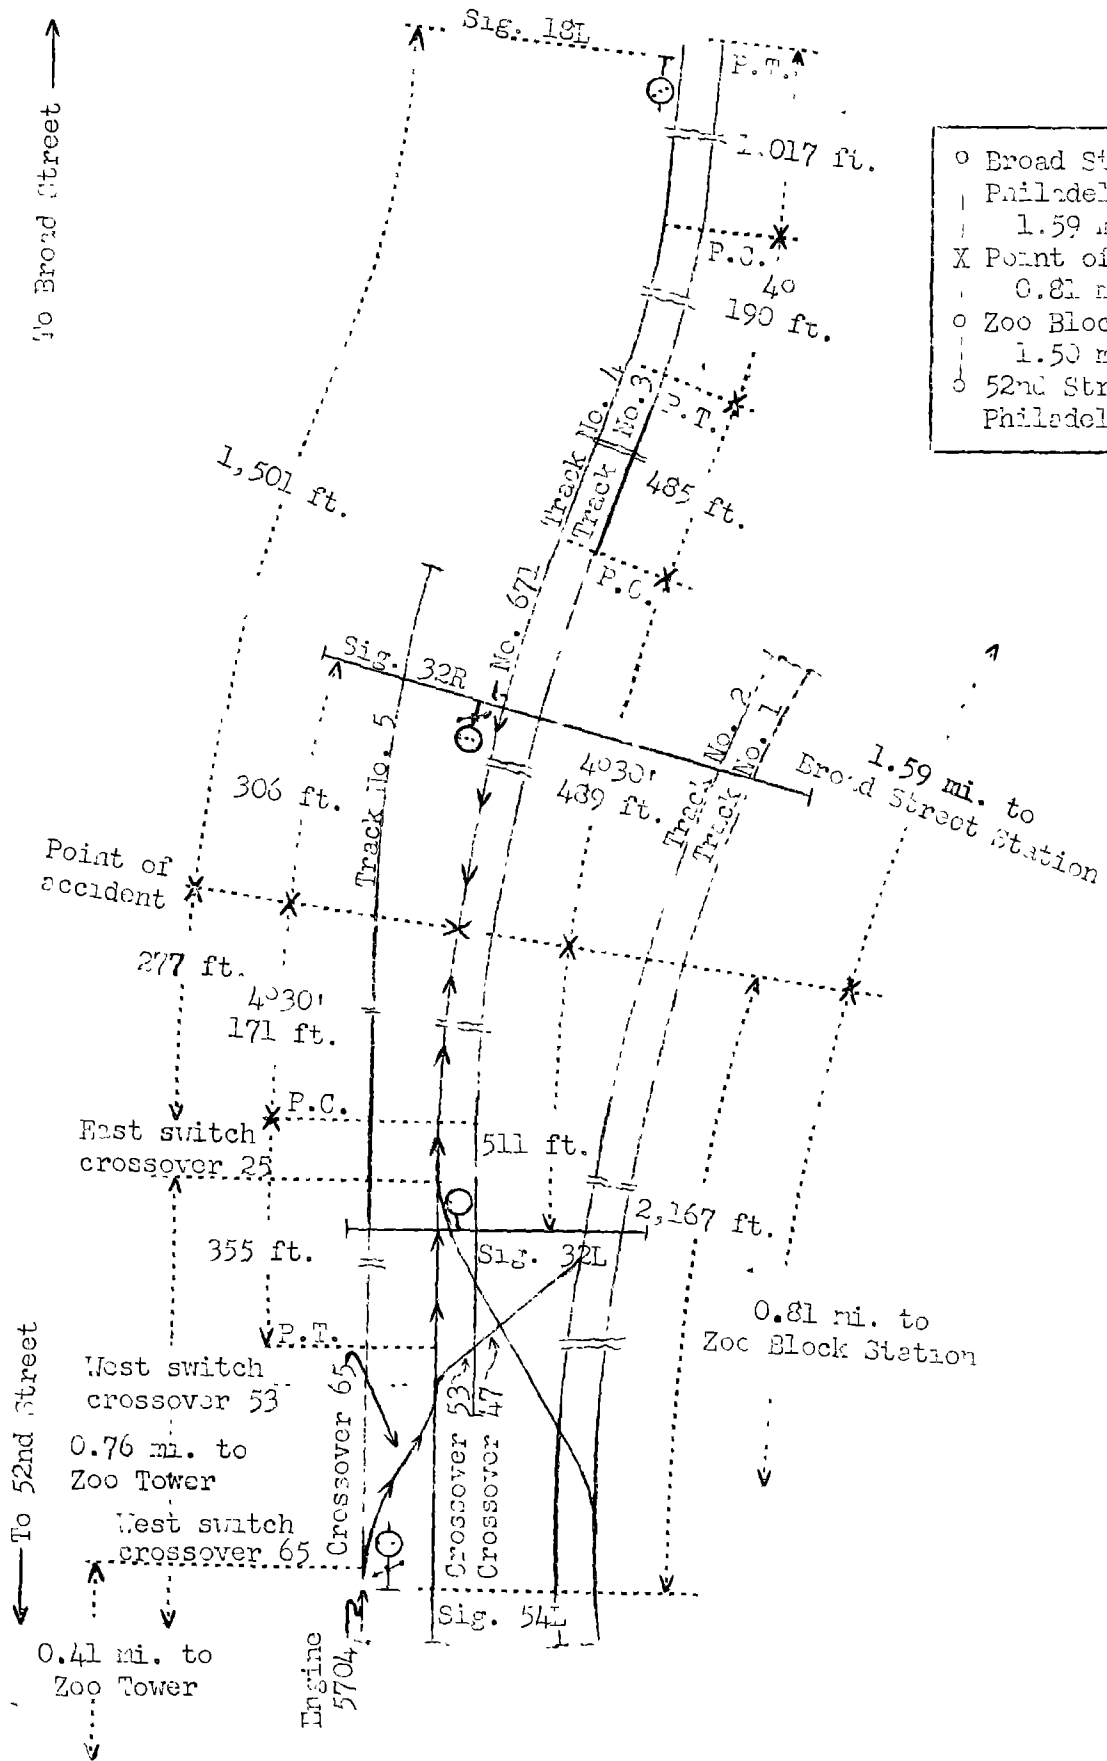 Sig. 18L
P.T.
To Broad Street
1.017 ft.
Broad St
Philadel
1.59 m
X Point of
0.81 m
Zoo Bloc
1.50 m
52nd Str
Philadel
P.C.
4°
190 ft.
Track No. 4
Track No. 3
P.T.
1,501 ft.
485 ft.
P.C.
No. 671
Sig. 32R
Track No. 5
Track No. 2
Track No. 1
1.59 mi. to
Broad Street Station
306 ft.
4°30'
489 ft.
Point of
accident
277 ft.
4°30'
171 ft.
P.C.
East switch
crossover 25
511 ft.
2,167 ft.
355 ft.
Sig. 32L
0.81 mi. to
Zoo Block Station
P.T.
West switch
crossover 53
Crossover 65
Crossover 53
Crossover 47
0.76 mi. to
Zoo Tower
To 52nd Street
West switch
crossover 65
Sig. 54L
0.41 mi. to
Zoo Tower
Engine
5704